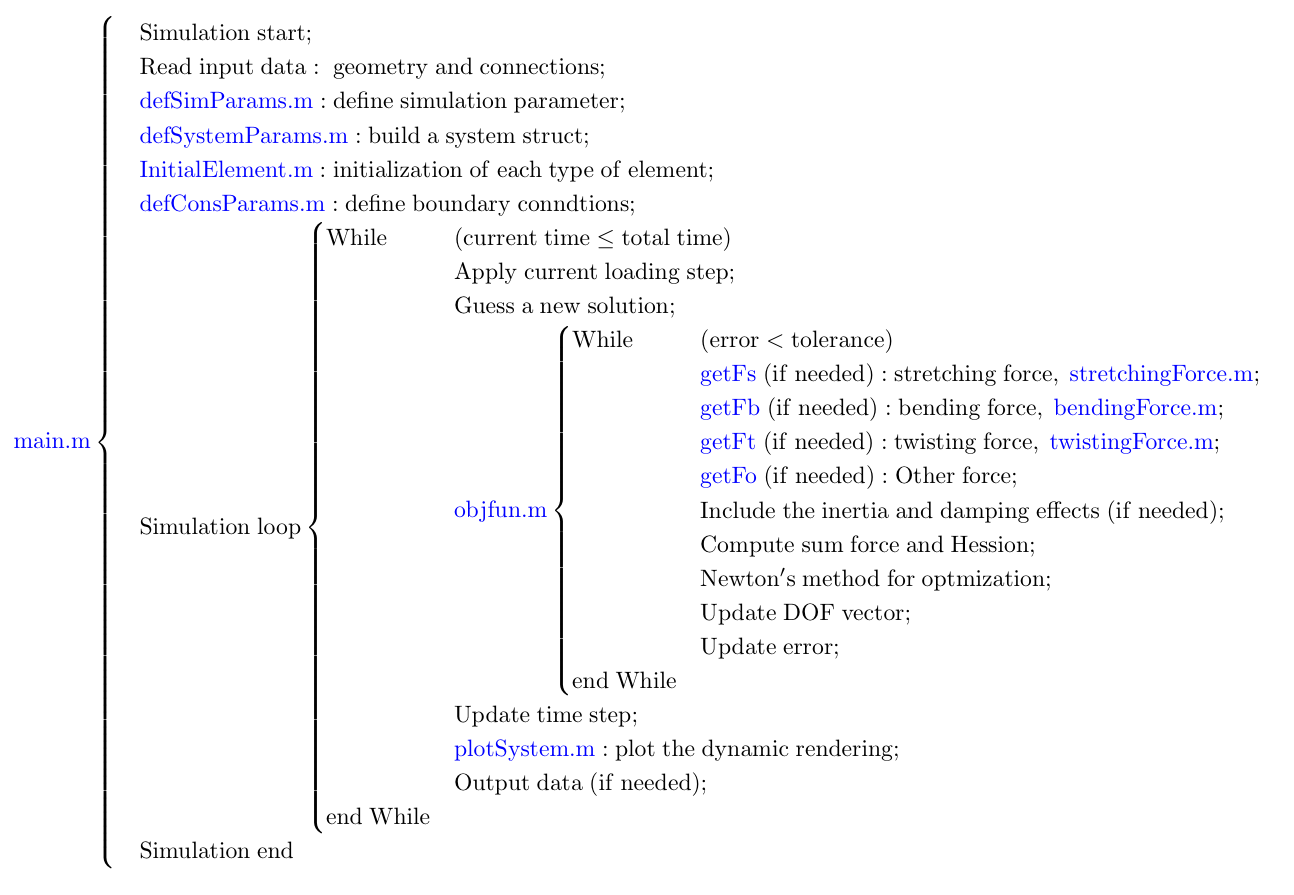 Simulation start;
Read input data : geometry and connections;
defSimParams.m : define simulation parameter;
defSystemParams.m : build a system struct;
InitialElement.m : initialization of each type of element;
defConsParams.m : define boundary conndtions;
While (current time ≤ total time)
Apply current loading step;
Guess a new solution;
While (error < tolerance)
getFs (if needed) : stretching force, stretchingForce.m;
getFb (if needed) : bending force, bendingForce.m;
main.m
getFt (if needed) : twisting force, twistingForce.m;
getFo (if needed) : Other force;
objfun.m
Include the inertia and damping effects (if needed);
Simulation loop
Compute sum force and Hession;
Newton′s method for optmization;
Update DOF vector;
Update error;
end While
Update time step;
plotSystem.m : plot the dynamic rendering;
Output data (if needed);
end While
Simulation end